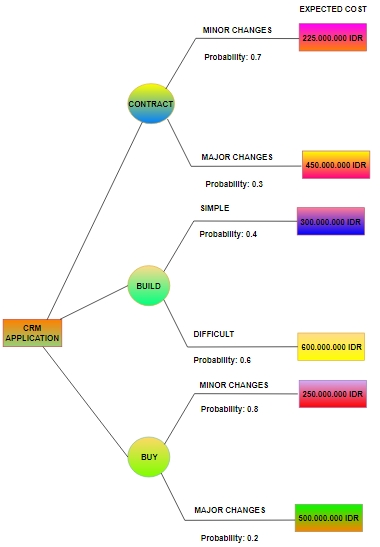 EXPECTED COST
MINOR CHANGES
225.000.000 IDR
Probability: 0.7
CONTRACT
MAJOR CHANGES
450.000.000 IDR
Probability: 0.3
SIMPLE
300.000.000 IDR
Probability: 0.4
BUILD
CRM
APPLICATION
DIFFICULT
600.000.000 IDR
Probability: 0.6
MINOR CHANGES
250.000.000 IDR
Probability: 0.8
BUY
MAJOR CHANGES
500.000.000 IDR
Probability: 0.2